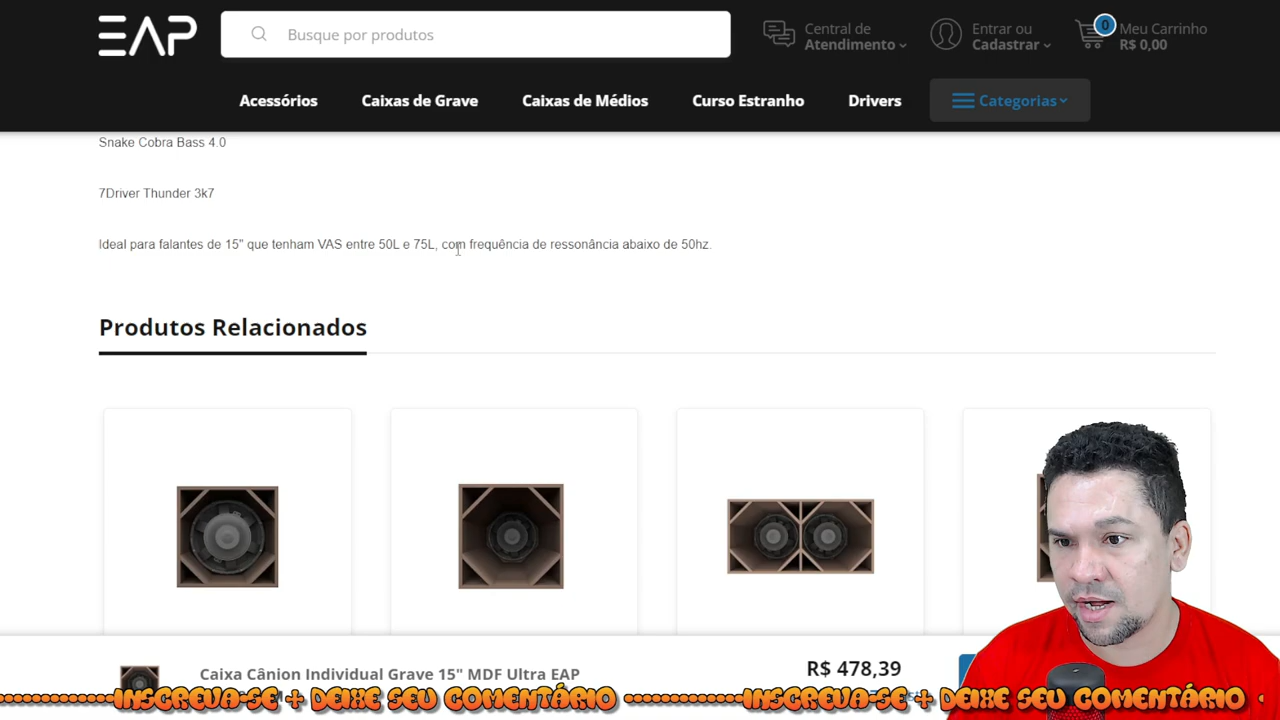 EAP
Busque por produtos
Central de
Atendimento
Entrar ou
Cadastrar
0
Meu Carrinho
R$ 0,00
Acessórios
Caixas de Grave
Caixas de Médios
Curso Estranho
Drivers
Categorias
Snake Cobra Bass 4.0
7Driver Thunder 3k7
Ideal para falantes de 15" que tenham VAS entre 50L e 75L, com frequência de ressonância abaixo de 50hz.
Produtos Relacionados
Caixa Cânion Individual Grave 15" MDF Ultra EAP
R$ 478,39
INSCREVA-SE + DEIXE SEU COMENTÁRIO
INSCREVA-SE + DEIXE SEU COMENTÁRIO